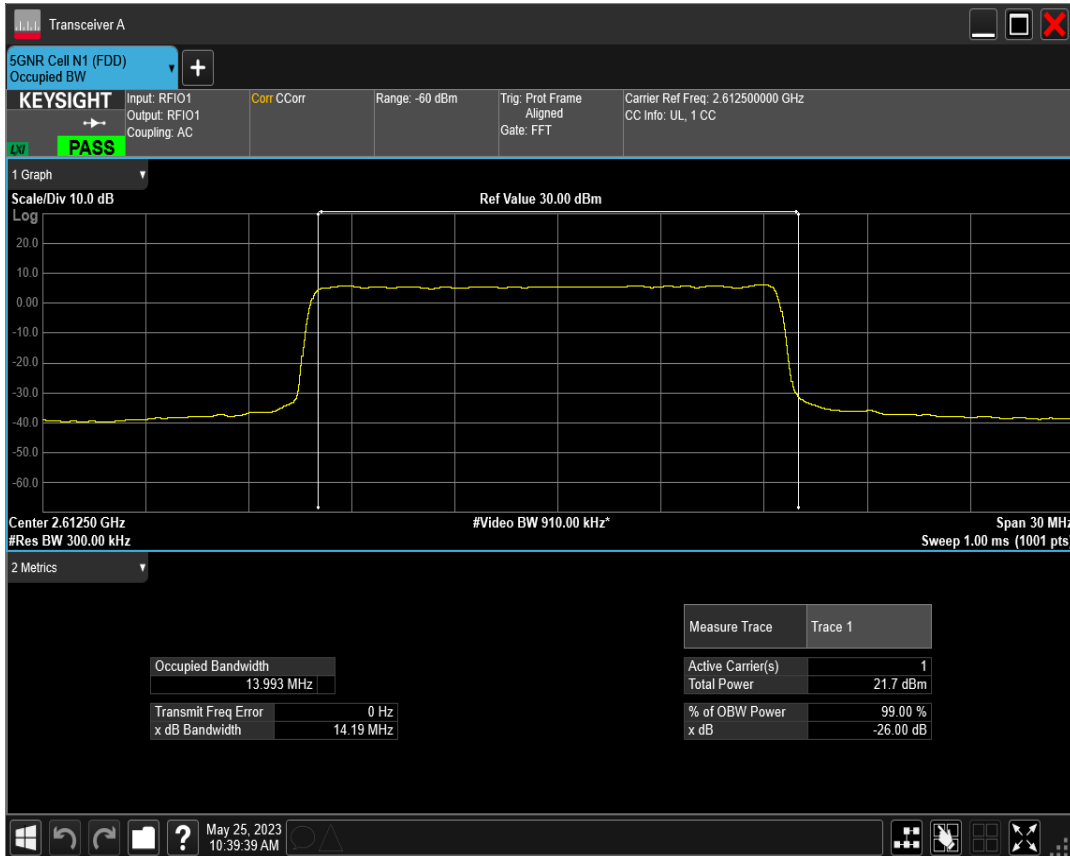 Transceiver A
5GNR Cell N1 (FDD)
Occupied BW
+
KEYSIGHT
LXI
PASS
Input: RFIO1
Output: RFIO1
Coupling: AC
Corr CCorr
Range: -60 dBm
Trig: Prot Frame
Aligned
Gate: FFT
Carrier Ref Freq: 2.612500000 GHz
CC Info: UL, 1 CC
1 Graph
Scale/Div 10.0 dB
Ref Value 30.00 dBm
Log
20.0
10.0
0.00
-10.0
-20.0
-30.0
-40.0
-50.0
-60.0
Center 2.61250 GHz
#Video BW 910.00 kHz*
Span 30 MHz
#Res BW 300.00 kHz
Sweep 1.00 ms (1001 pts)
2 Metrics
Measure Trace Trace 1
Occupied Bandwidth
13.993 MHz
Active Carrier(s) 1
Total Power 21.7 dBm
Transmit Freq Error 0 Hz
x dB Bandwidth 14.19 MHz
% of OBW Power 99.00 %
x dB -26.00 dB
?
May 25, 2023
10:39:39 AM